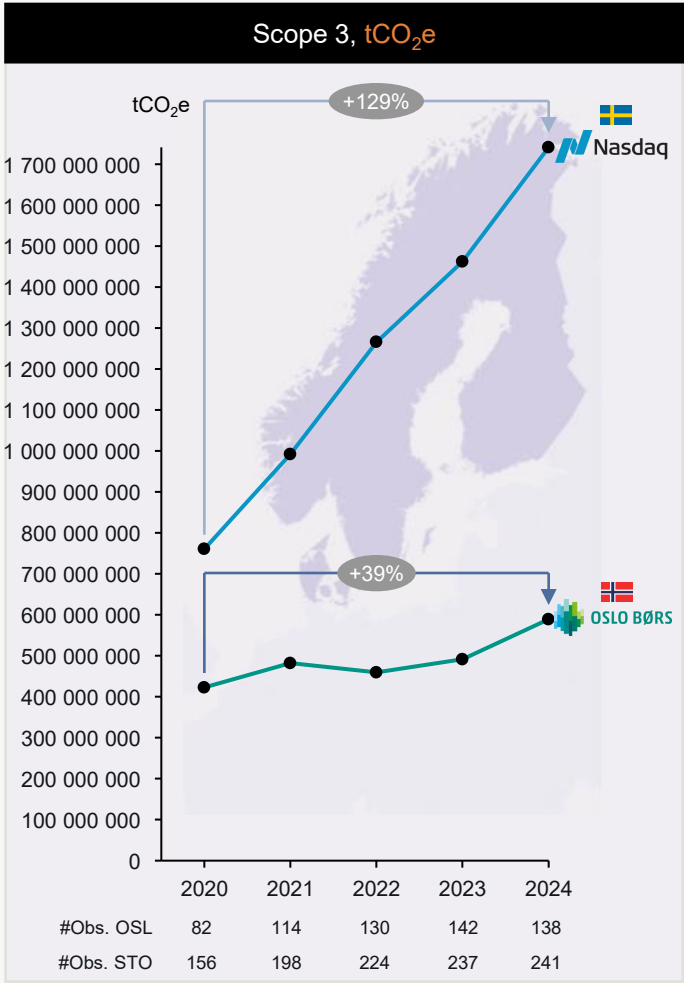 Scope 3, tCO₂e
tCO₂e
+129%
Nasdaq
1 700 000 000
1 600 000 000
1 500 000 000
1 400 000 000
1 300 000 000
1 200 000 000
1 100 000 000
1 000 000 000
900 000 000
800 000 000
700 000 000
+39%
600 000 000
OSLO BØRS
500 000 000
400 000 000
300 000 000
200 000 000
100 000 000
0
2020 2021 2022 2023 2024
#Obs. OSL 82 114 130 142 138
#Obs. STO 156 198 224 237 241